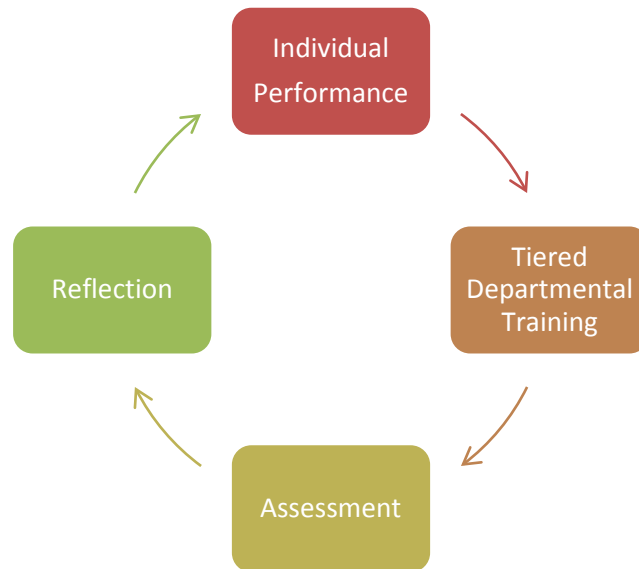 Individual
Performance
Tiered
Departmental
Training
Assessment
Reflection